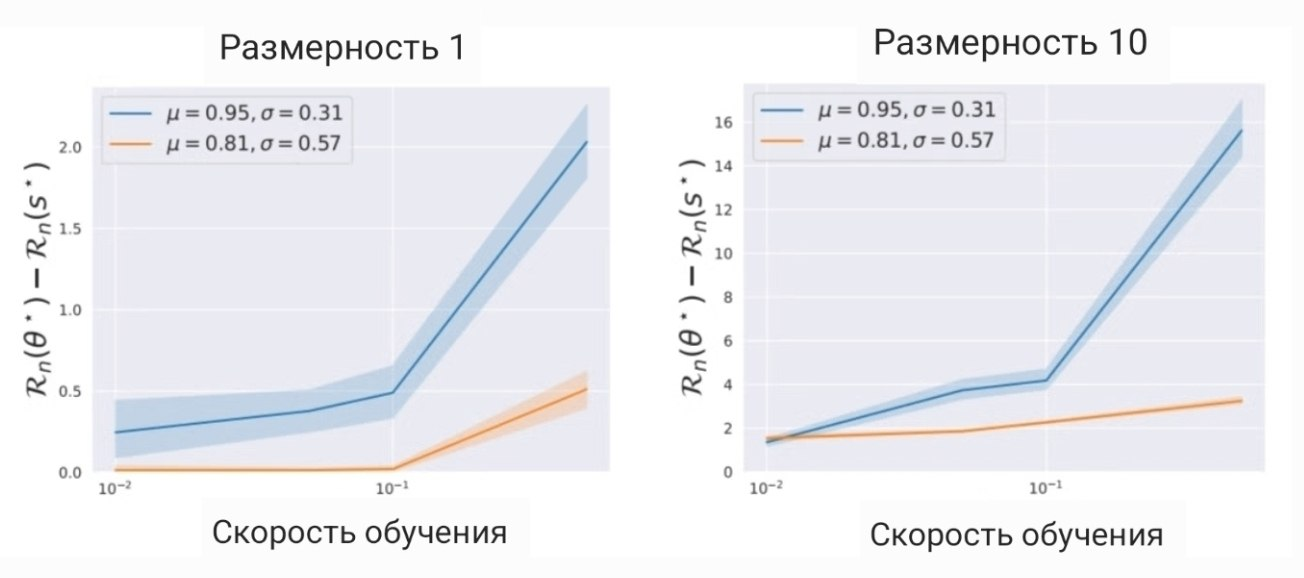 Размерность 1
μ = 0.95, σ = 0.31
μ = 0.81, σ = 0.57
2.0
1.5
1.0
0.5
0.0
10⁻²
10⁻¹
ℛₙ(θ*) − ℛₙ(s*)
Скорость обучения
Размерность 10
μ = 0.95, σ = 0.31
μ = 0.81, σ = 0.57
16
14
12
10
8
6
4
2
0
10⁻²
10⁻¹
ℛₙ(θ*) − ℛₙ(s*)
Скорость обучения